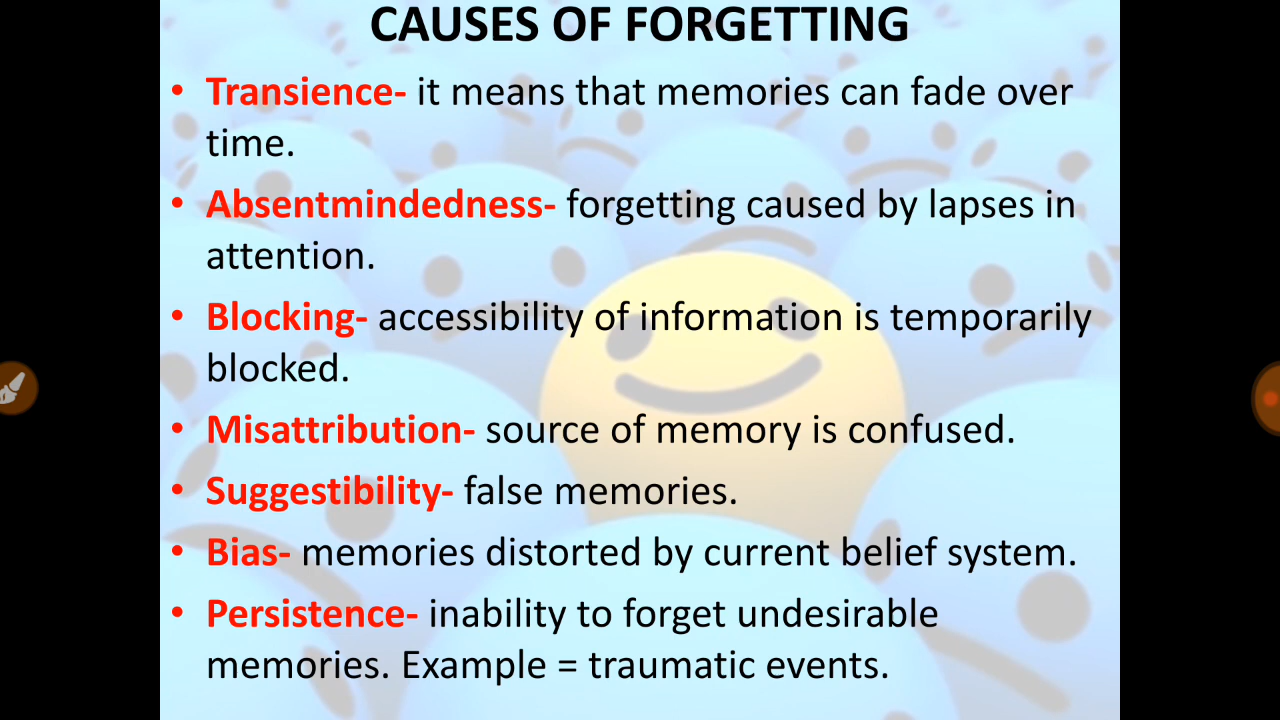 CAUSES OF FORGETTING
• Transience- it means that memories can fade over
time.
• Absentmindedness- forgetting caused by lapses in
attention.
• Blocking- accessibility of information is temporarily
blocked.
• Misattribution- source of memory is confused.
• Suggestibility- false memories.
• Bias- memories distorted by current belief system.
• Persistence- inability to forget undesirable
memories. Example = traumatic events.